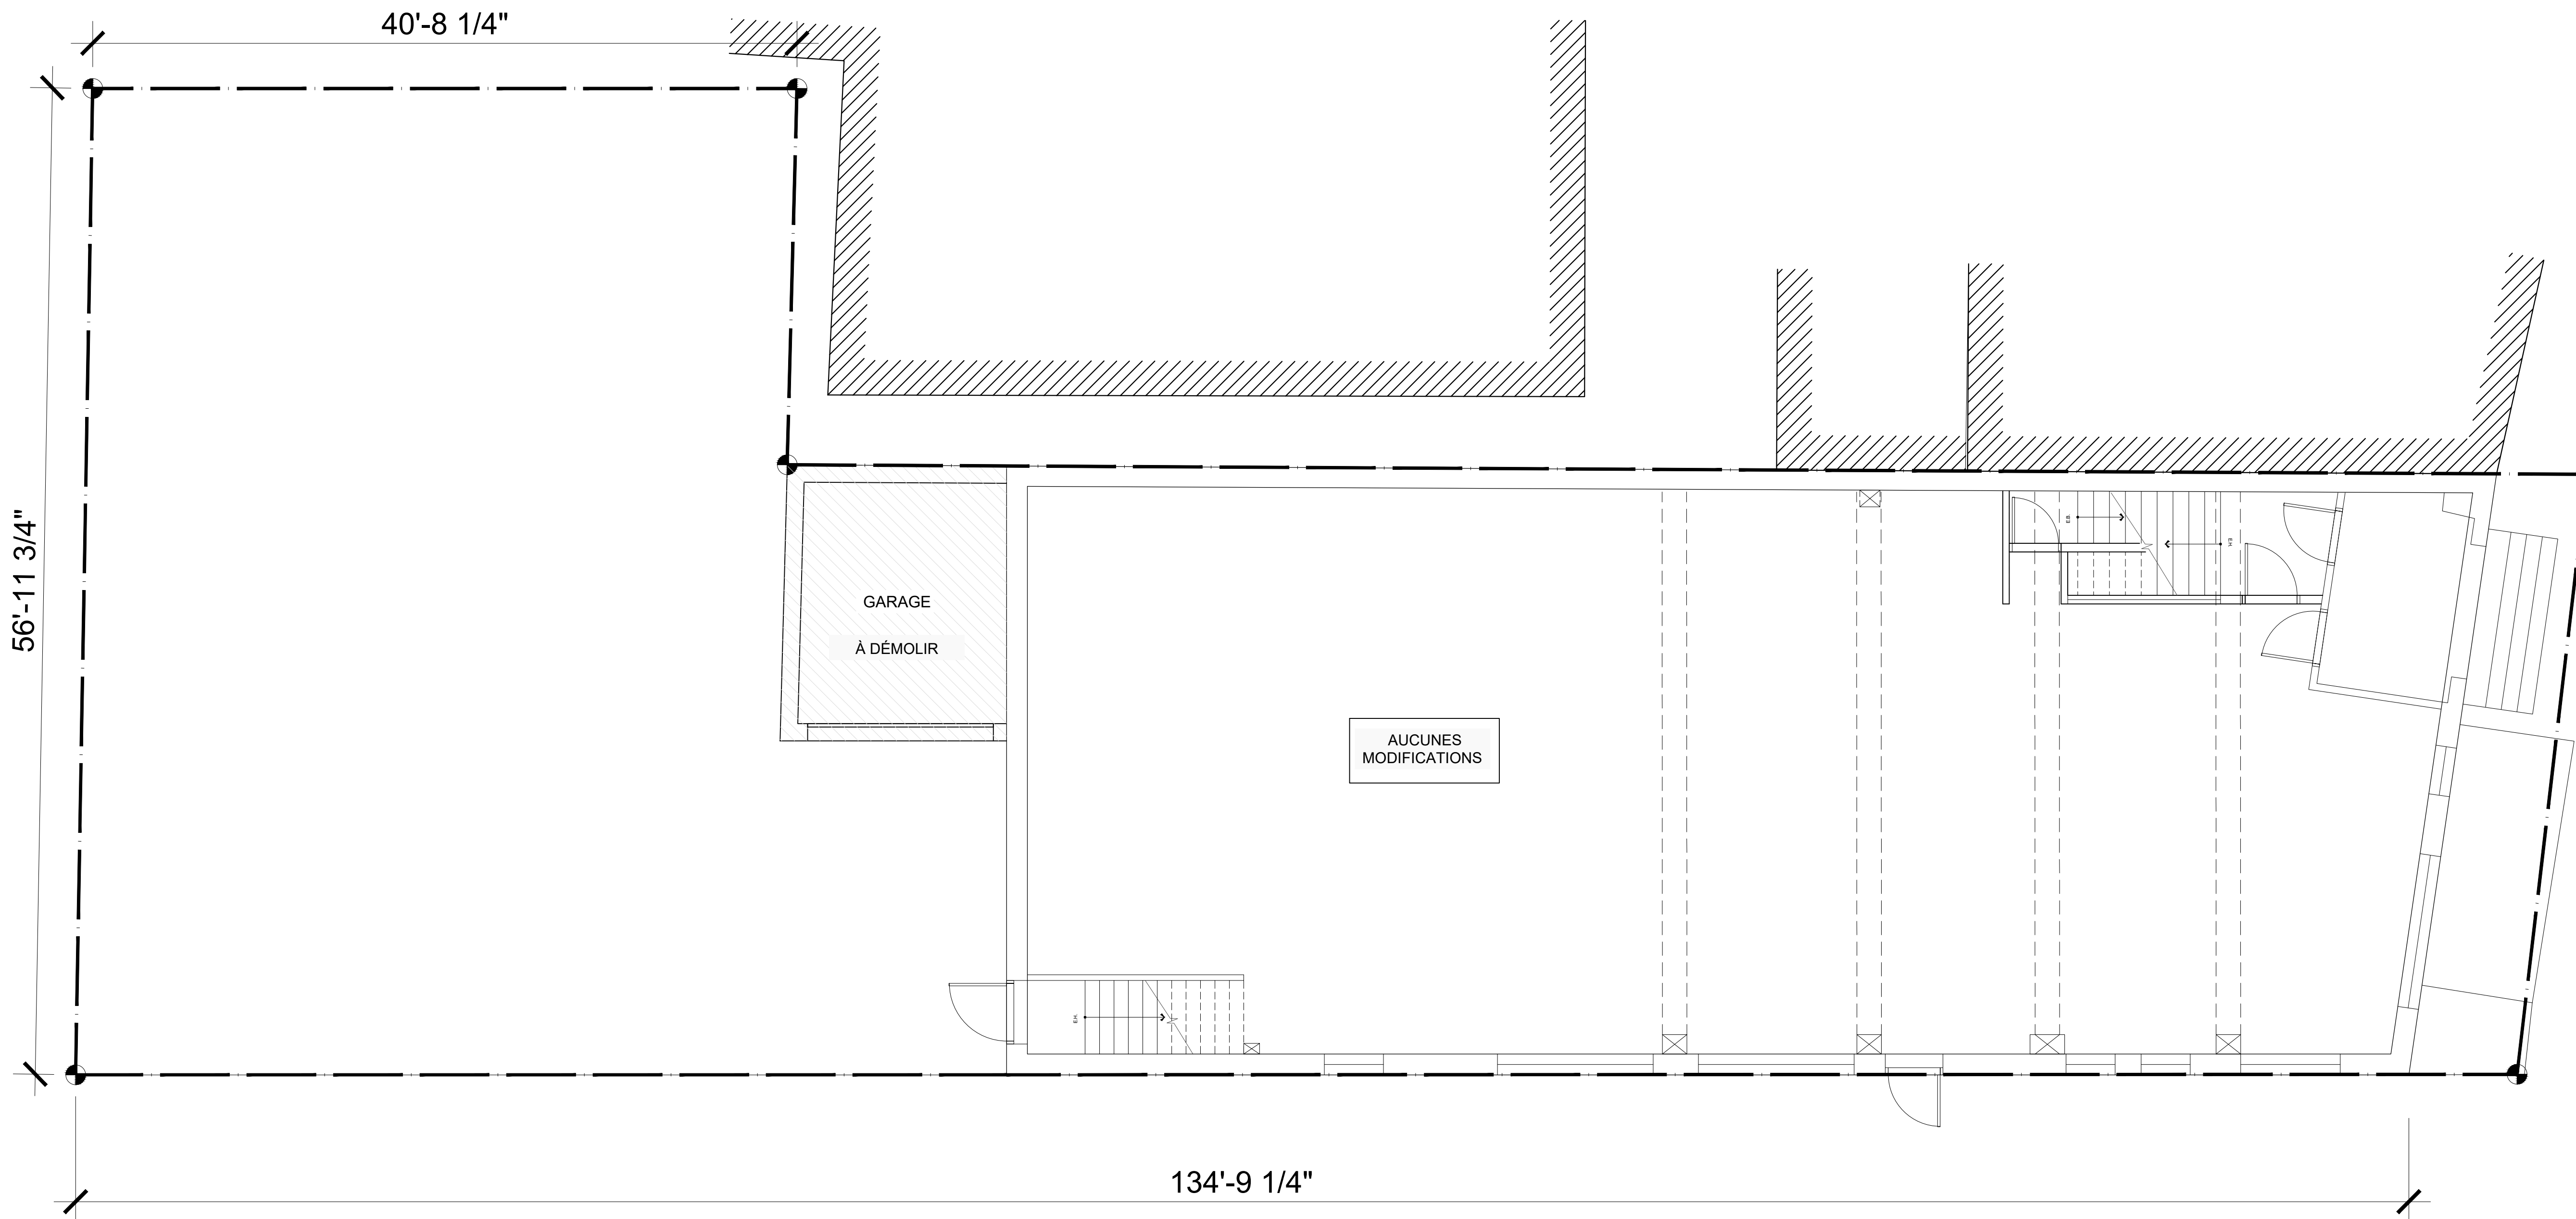 40'-8 1/4"
56'-11 3/4"
E.B.
E.H.
GARAGE
À DÉMOLIR
AUCUNES
MODIFICATIONS
E.H.
134'-9 1/4"